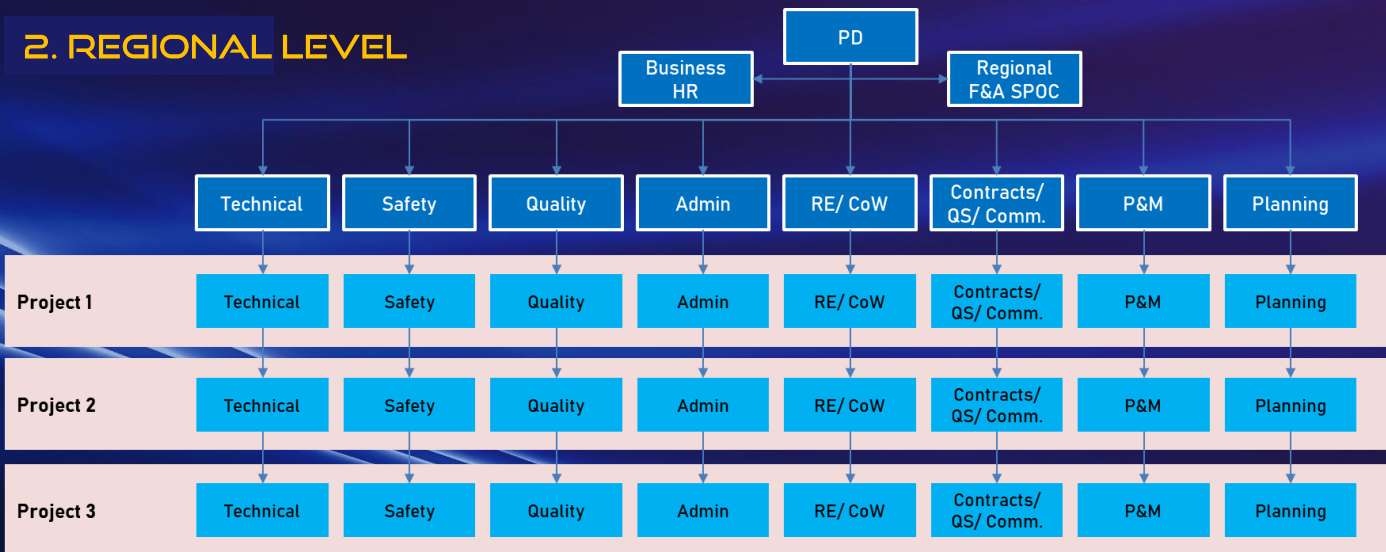 2. REGIONAL LEVEL
PD
Business
HR
Regional
F&A SPOC
Technical
Safety
Quality
Admin
RE/ CoW
Contracts/
QS/ Comm.
P&M
Planning
Project 1
Technical
Safety
Quality
Admin
RE/ CoW
Contracts/
QS/ Comm.
P&M
Planning
Project 2
Technical
Safety
Quality
Admin
RE/ CoW
Contracts/
QS/ Comm.
P&M
Planning
Project 3
Technical
Safety
Quality
Admin
RE/ CoW
Contracts/
QS/ Comm.
P&M
Planning